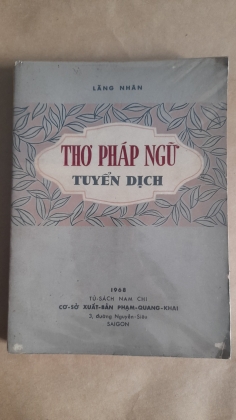 LÃNG NHÂN
THƠ PHÁP NGỮ
TUYỂN DỊCH
1968
TỦ-SÁCH NAM CHI
CƠ-SỞ XUẤT-BẢN PHẠM-QUANG-KHAI
3, đường Nguyễn-Siêu
SAIGON